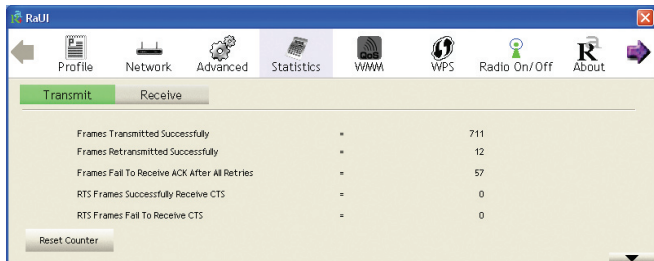 RaUI
Profile Network Advanced Statistics QoS WMM WPS Radio On/Off Ra About
Transmit Receive
Frames Transmitted Successfully = 711
Frames Retransmitted Successfully = 12
Frames Fail To Receive ACK After All Retries = 57
RTS Frames Successfully Receive CTS = 0
RTS Frames Fail To Receive CTS = 0
Reset Counter